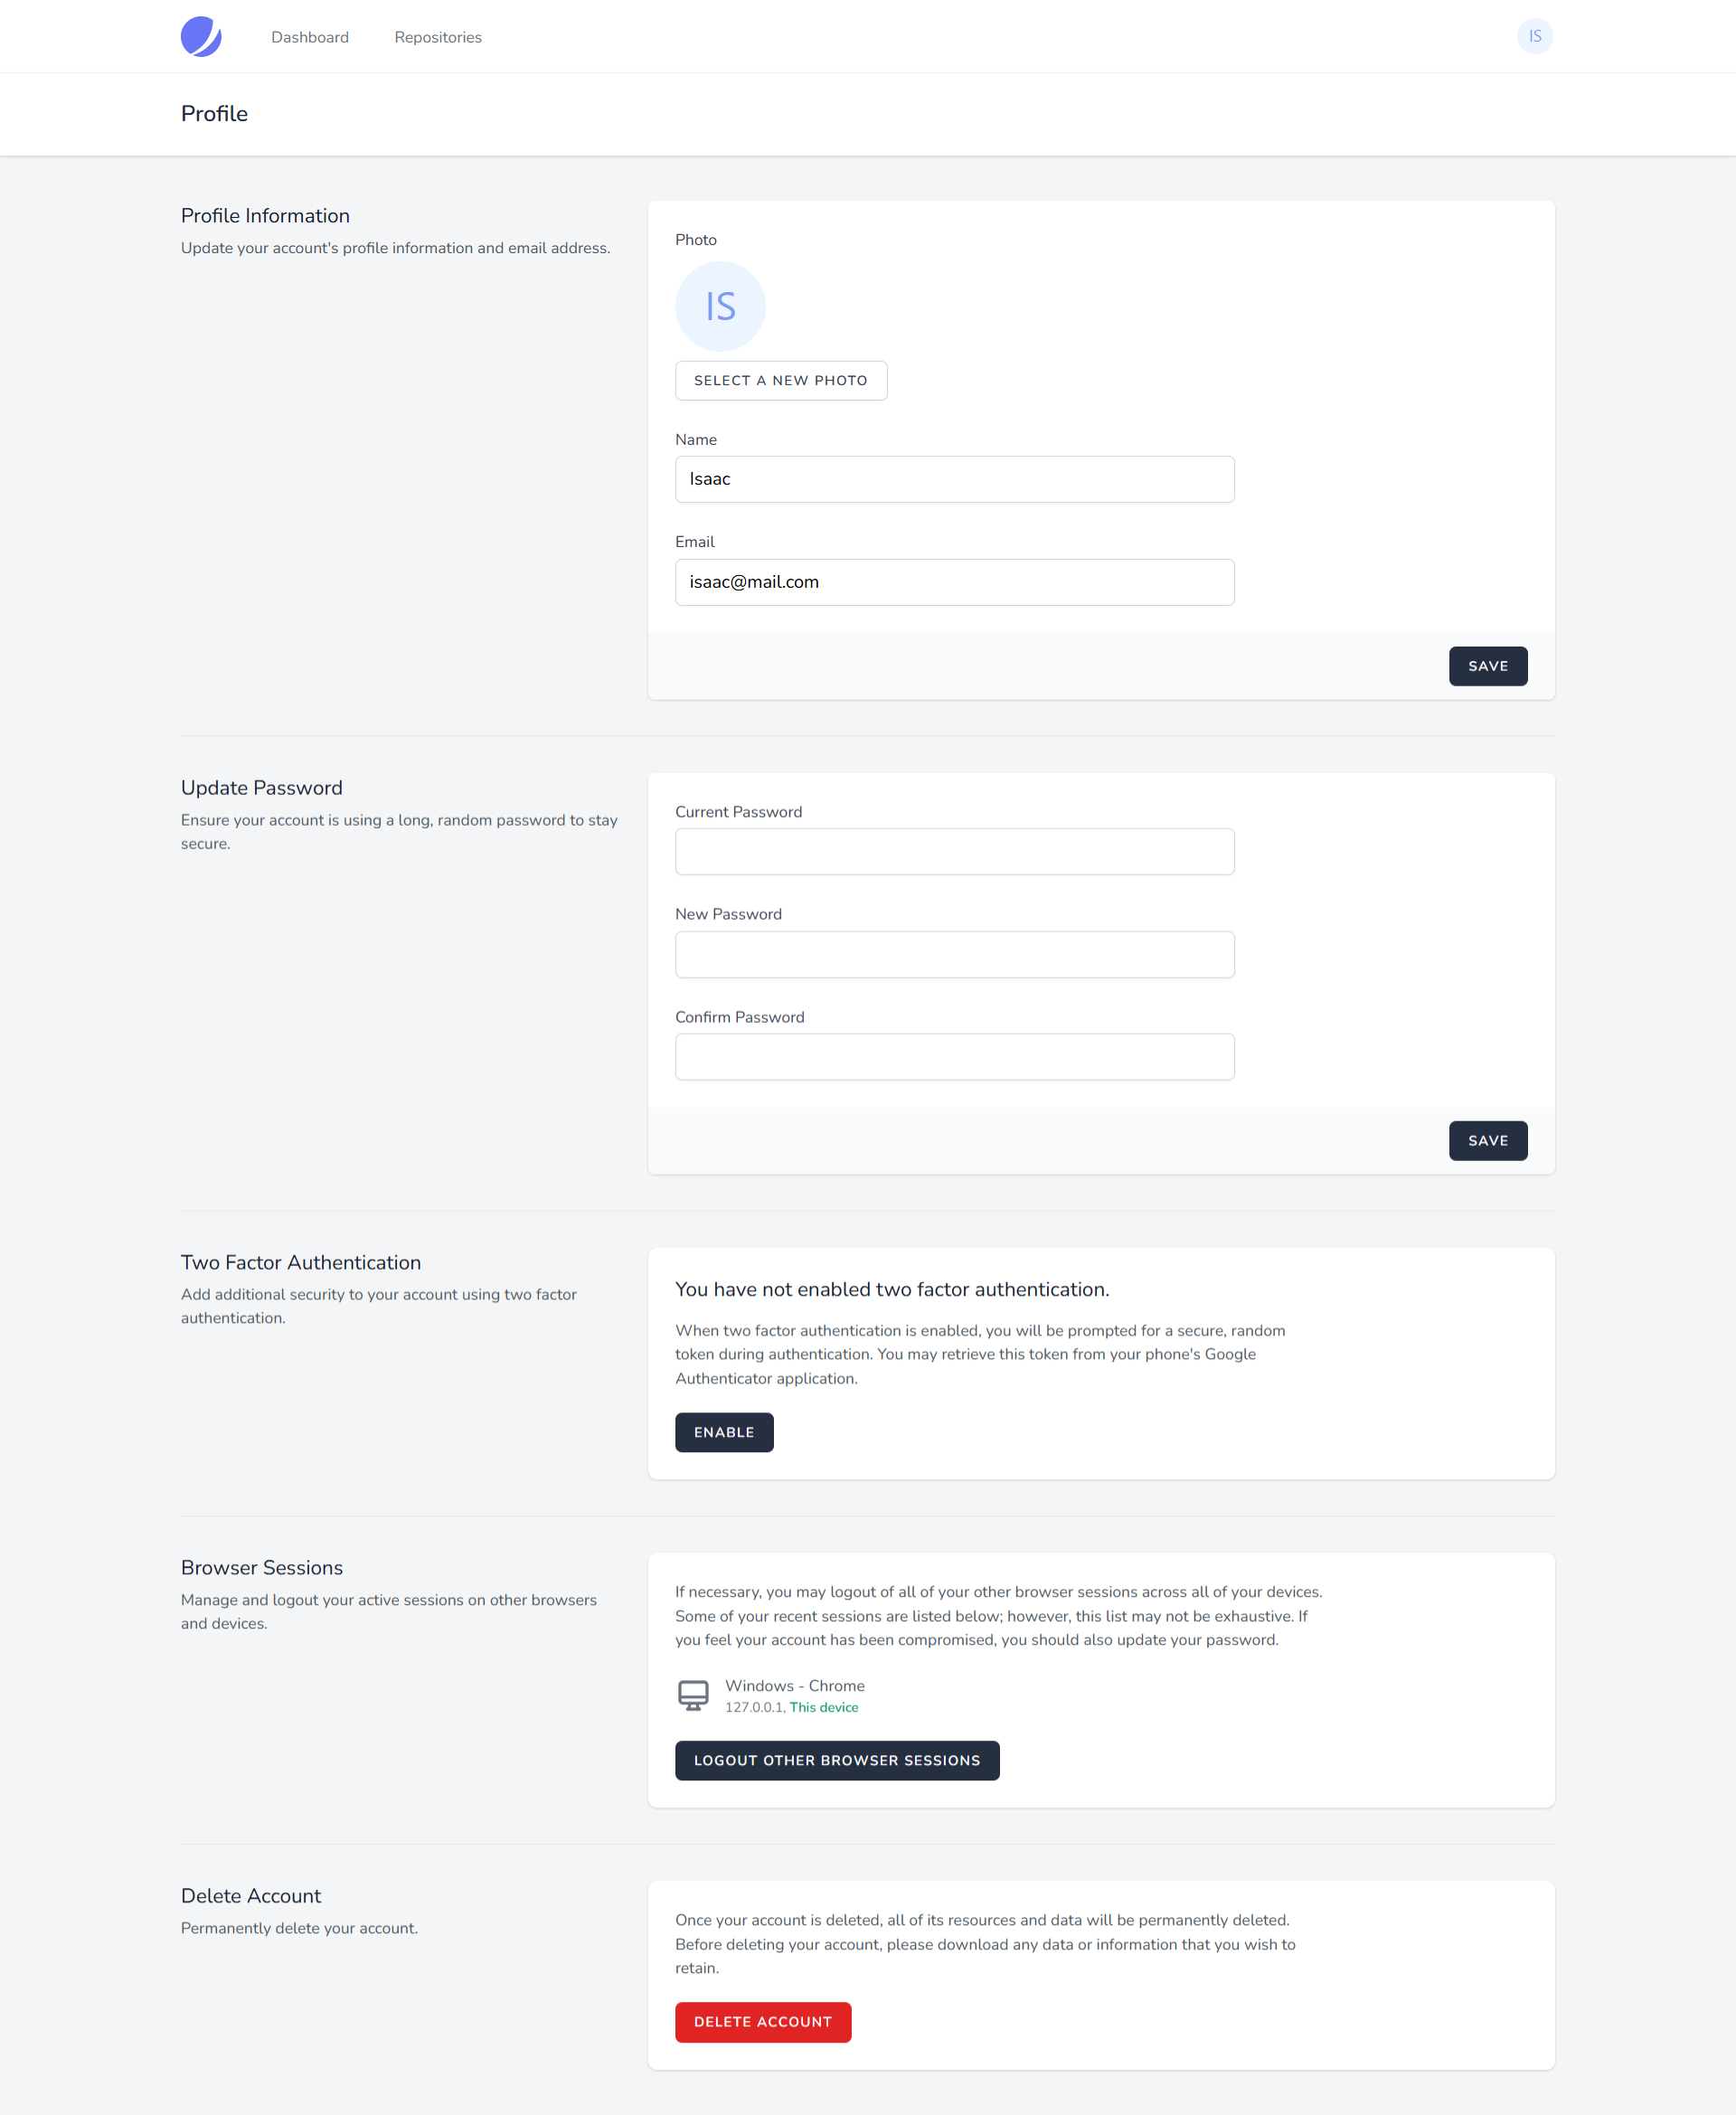 Dashboard
Repositories
IS
Profile
Profile Information
Update your account's profile information and email address.
Photo
IS
SELECT A NEW PHOTO
Name
Isaac
Email
isaac@mail.com
SAVE
Update Password
Ensure your account is using a long, random password to stay
secure.
Current Password
New Password
Confirm Password
SAVE
Two Factor Authentication
Add additional security to your account using two factor
authentication.
You have not enabled two factor authentication.
When two factor authentication is enabled, you will be prompted for a secure, random
token during authentication. You may retrieve this token from your phone's Google
Authenticator application.
ENABLE
Browser Sessions
Manage and logout your active sessions on other browsers
and devices.
If necessary, you may logout of all of your other browser sessions across all of your devices.
Some of your recent sessions are listed below; however, this list may not be exhaustive. If
you feel your account has been compromised, you should also update your password.
Windows - Chrome
127.0.0.1, This device
LOGOUT OTHER BROWSER SESSIONS
Delete Account
Permanently delete your account.
Once your account is deleted, all of its resources and data will be permanently deleted.
Before deleting your account, please download any data or information that you wish to
retain.
DELETE ACCOUNT